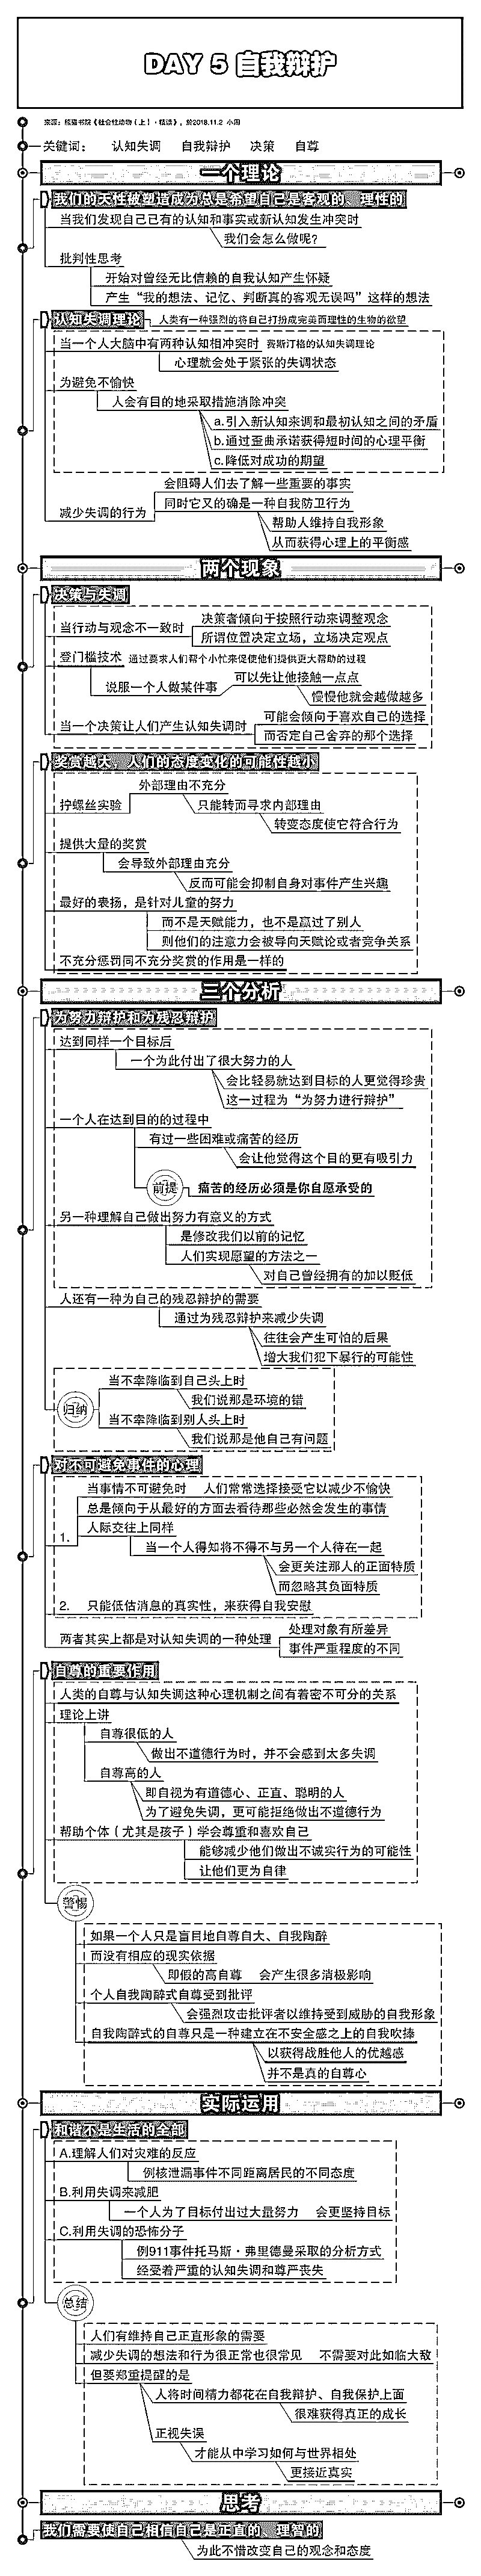 DAY 5 自我辩护
来源：熊猫书院《社会性动物（上）·精读》，於2018.11.2 小周
关键词： 认知失调 自我辩护 决策 自尊
一个理论
我们的天性被塑造成为总是希望自己是客观的 理性的
当我们发现自己已有的认知和事实或新认知发生冲突时
我们会怎么做呢？
批判性思考
开始对曾经无比信赖的自我认知产生怀疑
产生“我的想法、记忆、判断真的客观无误吗”这样的想法
认知失调理论 人类有一种强烈的将自己打扮成完美而理性的生物的欲望
当一个人大脑中有两种认知相冲突时 费斯汀格的认知失调理论
心理就会处于紧张的失调状态
为避免不愉快
人会有目的地采取措施消除冲突
a.引入新认知来调和最初认知之间的矛盾
b.通过歪曲承诺获得短时间的心理平衡
c.降低对成功的期望
会阻碍人们去了解一些重要的事实
减少失调的行为
同时它又的确是一种自我防卫行为
帮助人维持自我形象
从而获得心理上的平衡感
两个现象
决策与失调
当行动与观念不一致时
决策者倾向于按照行动来调整观念
所谓位置决定立场，立场决定观点
登门槛技术 通过要求人们帮个小忙来促使他们提供更大帮助的过程
说服一个人做某件事
可以先让他接触一点点
慢慢他就会越做越多
当一个决策让人们产生认知失调时
可能会倾向于喜欢自己的选择
而否定自己舍弃的那个选择
奖赏越大 人们的态度变化的可能性越小
拧螺丝实验
外部理由不充分
只能转而寻求内部理由
转变态度使它符合行为
提供大量的奖赏
会导致外部理由充分
反而可能会抑制自身对事件产生兴趣
最好的表扬，是针对儿童的努力
而不是天赋能力，也不是赢过了别人
则他们的注意力会被导向天赋论或者竞争关系
不充分惩罚同不充分奖赏的作用是一样的
三个分析
为努力辩护和为残忍辩护
达到同样一个目标后
一个为此付出了很大努力的人
会比轻易就达到目标的人更觉得珍贵
这一过程为“为努力进行辩护”
一个人在达到目的的过程中
有过一些困难或痛苦的经历
会让他觉得这个目的更有吸引力
前提 痛苦的经历必须是你自愿承受的
另一种理解自己做出努力有意义的方式
是修改我们以前的记忆
人们实现愿望的方法之一
对自己曾经拥有的加以贬低
人还有一种为自己的残忍辩护的需要
通过为残忍辩护来减少失调
往往会产生可怕的后果
增大我们犯下暴行的可能性
归纳
当不幸降临到自己头上时
我们说那是环境的错
当不幸降临到别人头上时
我们说那是他自己有问题
对不可避免事任的心理
1.
当事情不可避免时 人们常常选择接受它以减少不愉快
总是倾向于从最好的方面去看待那些必然会发生的事情
人际交往上同样
当一个人得知将不得不与另一个人待在一起
会更关注那人的正面特质
而忽略其负面特质
2. 只能低估消息的真实性，来获得自我安慰
两者其实上都是对认知失调的一种处理
处理对象有所差异
事件严重程度的不同
自尊的重要作用
人类的自尊与认知失调这种心理机制之间有着密不可分的关系
理论上讲
自尊很低的人
做出不道德行为时，并不会感到太多失调
自尊高的人
即自视为有道德心、正直、聪明的人
为了避免失调，更可能拒绝做出不道德行为
帮助个体（尤其是孩子）学会尊重和喜欢自己
能够减少他们做出不诚实行为的可能性
让他们更为自律
警惕
如果一个人只是盲目地自尊自大、自我陶醉
而没有相应的现实依据
即假的高自尊 会产生很多消极影响
个人自我陶醉式自尊受到批评
会强烈攻击批评者以维持受到威胁的自我形象
自我陶醉式的自尊只是一种建立在不安全感之上的自我吹捧
以获得战胜他人的优越感
并不是真的自尊心
实际运用
和谐不是生活的全部
A.理解人们对灾难的反应
例核泄漏事件不同距离居民的不同态度
B.利用失调来减肥
一个人为了目标付出过大量努力 会更坚持目标
C.利用失调的恐怖分子
例911事件托马斯·弗里德曼采取的分析方式
经受着严重的认知失调和尊严丧失
总结
人们有维持自己正直形象的需要
减少失调的想法和行为很正常也很常见 不需要对此如临大敌
但要郑重提醒的是
人将时间精力都花在自我辩护、自我保护上面
很难获得真正的成长
正视失误
才能从中学习如何与世界相处
更接近真实
思考
我们需要使自己相信自己是正直的 理智的
为此不惜改变自己的观念和态度